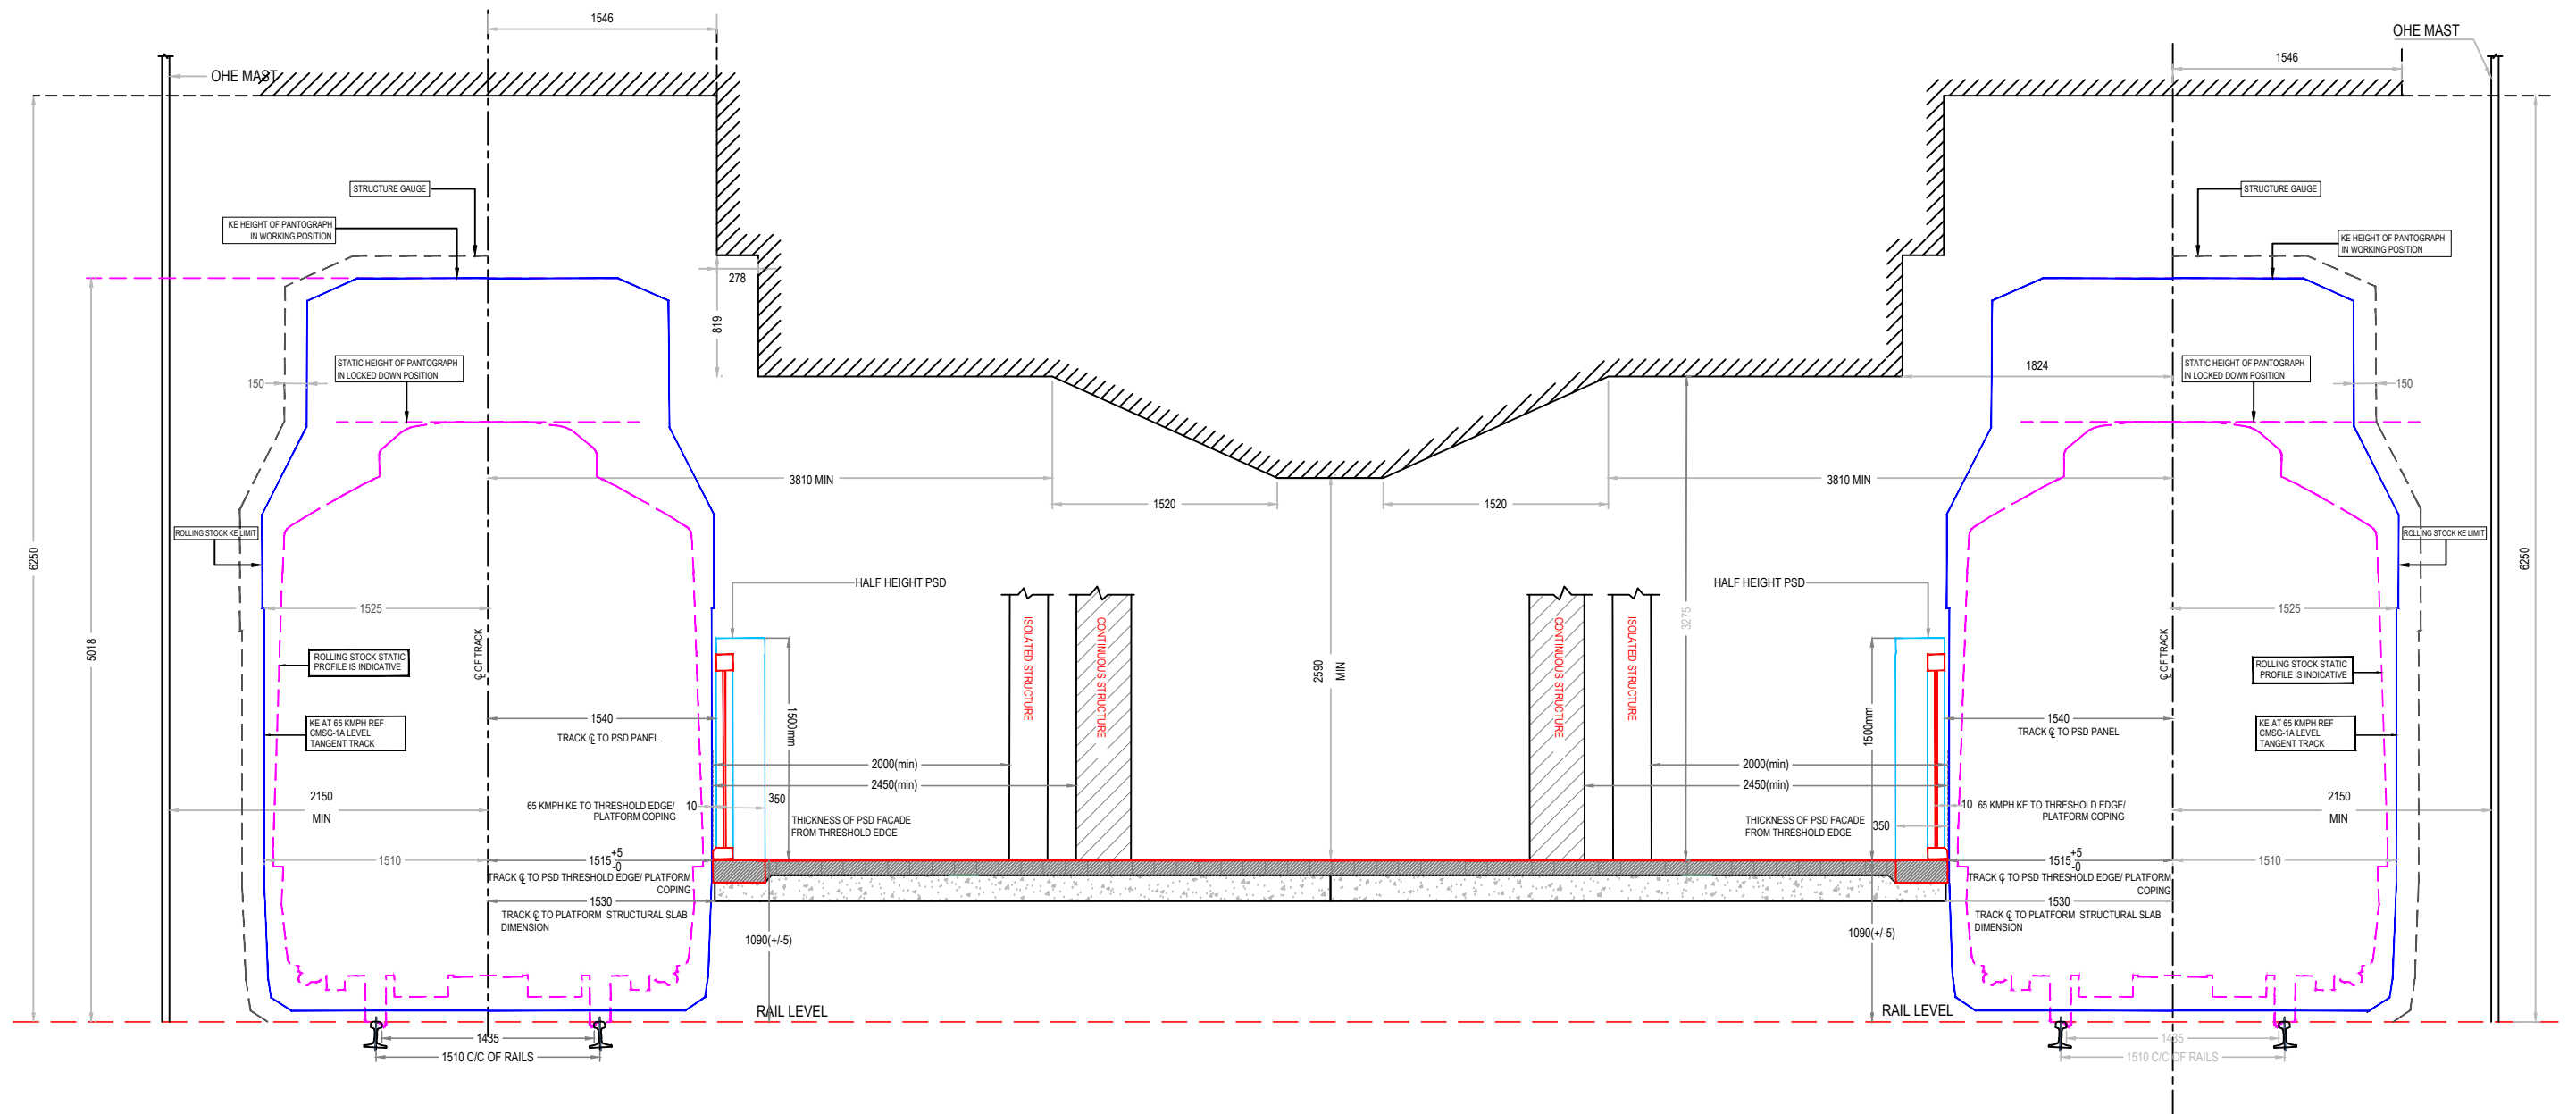 1546
OHE MAST
STRUCTURE GAUGE
KE HEIGHT OF PANTOGRAPH
IN WORKING POSITION
278
819
STATIC HEIGHT OF PANTOGRAPH
IN LOCKED DOWN POSITION
150
3810 MIN
1520
ROLLING STOCK KE LIMIT
6250
5018
1525
℄ OF TRACK
HALF HEIGHT PSD
ISOLATED STRUCTURE
CONTINUOUS STRUCTURE
ROLLING STOCK STATIC
PROFILE IS INDICATIVE
KE AT 65 KMPH REF
CMSG-1A LEVEL
TANGENT TRACK
1540
TRACK ℄ TO PSD PANEL
1500mm
2000(min)
2450(min)
2150
MIN
65 KMPH KE TO THRESHOLD EDGE/
PLATFORM COPING
10
350
THICKNESS OF PSD FACADE
FROM THRESHOLD EDGE
1510
1515 +5
-0
TRACK ℄ TO PSD THRESHOLD EDGE/ PLATFORM
COPING
1530
TRACK ℄ TO PLATFORM STRUCTURAL SLAB
DIMENSION
1090(+/-5)
RAIL LEVEL
1435
1510 C/C OF RAILS
2590
MIN
OHE MAST
1546
STRUCTURE GAUGE
KE HEIGHT OF PANTOGRAPH
IN WORKING POSITION
1824
STATIC HEIGHT OF PANTOGRAPH
IN LOCKED DOWN POSITION
150
3810 MIN
1520
ROLLING STOCK KE LIMIT
6250
3275
1525
℄ OF TRACK
HALF HEIGHT PSD
CONTINUOUS STRUCTURE
ISOLATED STRUCTURE
ROLLING STOCK STATIC
PROFILE IS INDICATIVE
KE AT 65 KMPH REF
CMSG-1A LEVEL
TANGENT TRACK
1540
TRACK ℄ TO PSD PANEL
1500mm
2000(min)
2450(min)
2150
MIN
10
65 KMPH KE TO THRESHOLD EDGE/
PLATFORM COPING
THICKNESS OF PSD FACADE
FROM THRESHOLD EDGE
350
1515 +5
-0
1510
TRACK ℄ TO PSD THRESHOLD EDGE/ PLATFORM
COPING
1530
TRACK ℄ TO PLATFORM STRUCTURAL SLAB
DIMENSION
1090(+/-5)
RAIL LEVEL
1435
1510 C/C OF RAILS